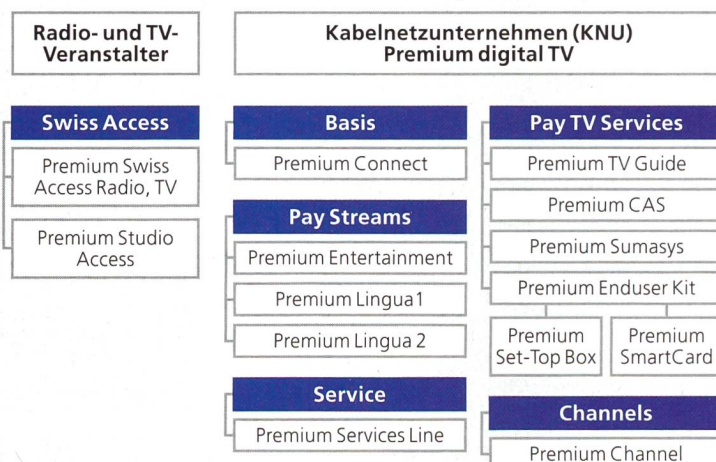 Radio- und TV-
Veranstalter
Kabelnetzunternehmen (KNU)
Premium digital TV
Swiss Access
Premium Swiss
Access Radio, TV
Premium Studio
Access
Basis
Premium Connect
Pay Streams
Premium Entertainment
Premium Lingua1
Premium Lingua 2
Service
Premium Services Line
Pay TV Services
Premium TV Guide
Premium CAS
Premium Sumasys
Premium Enduser Kit
Premium
Set-Top Box
Premium
SmartCard
Channels
Premium Channel